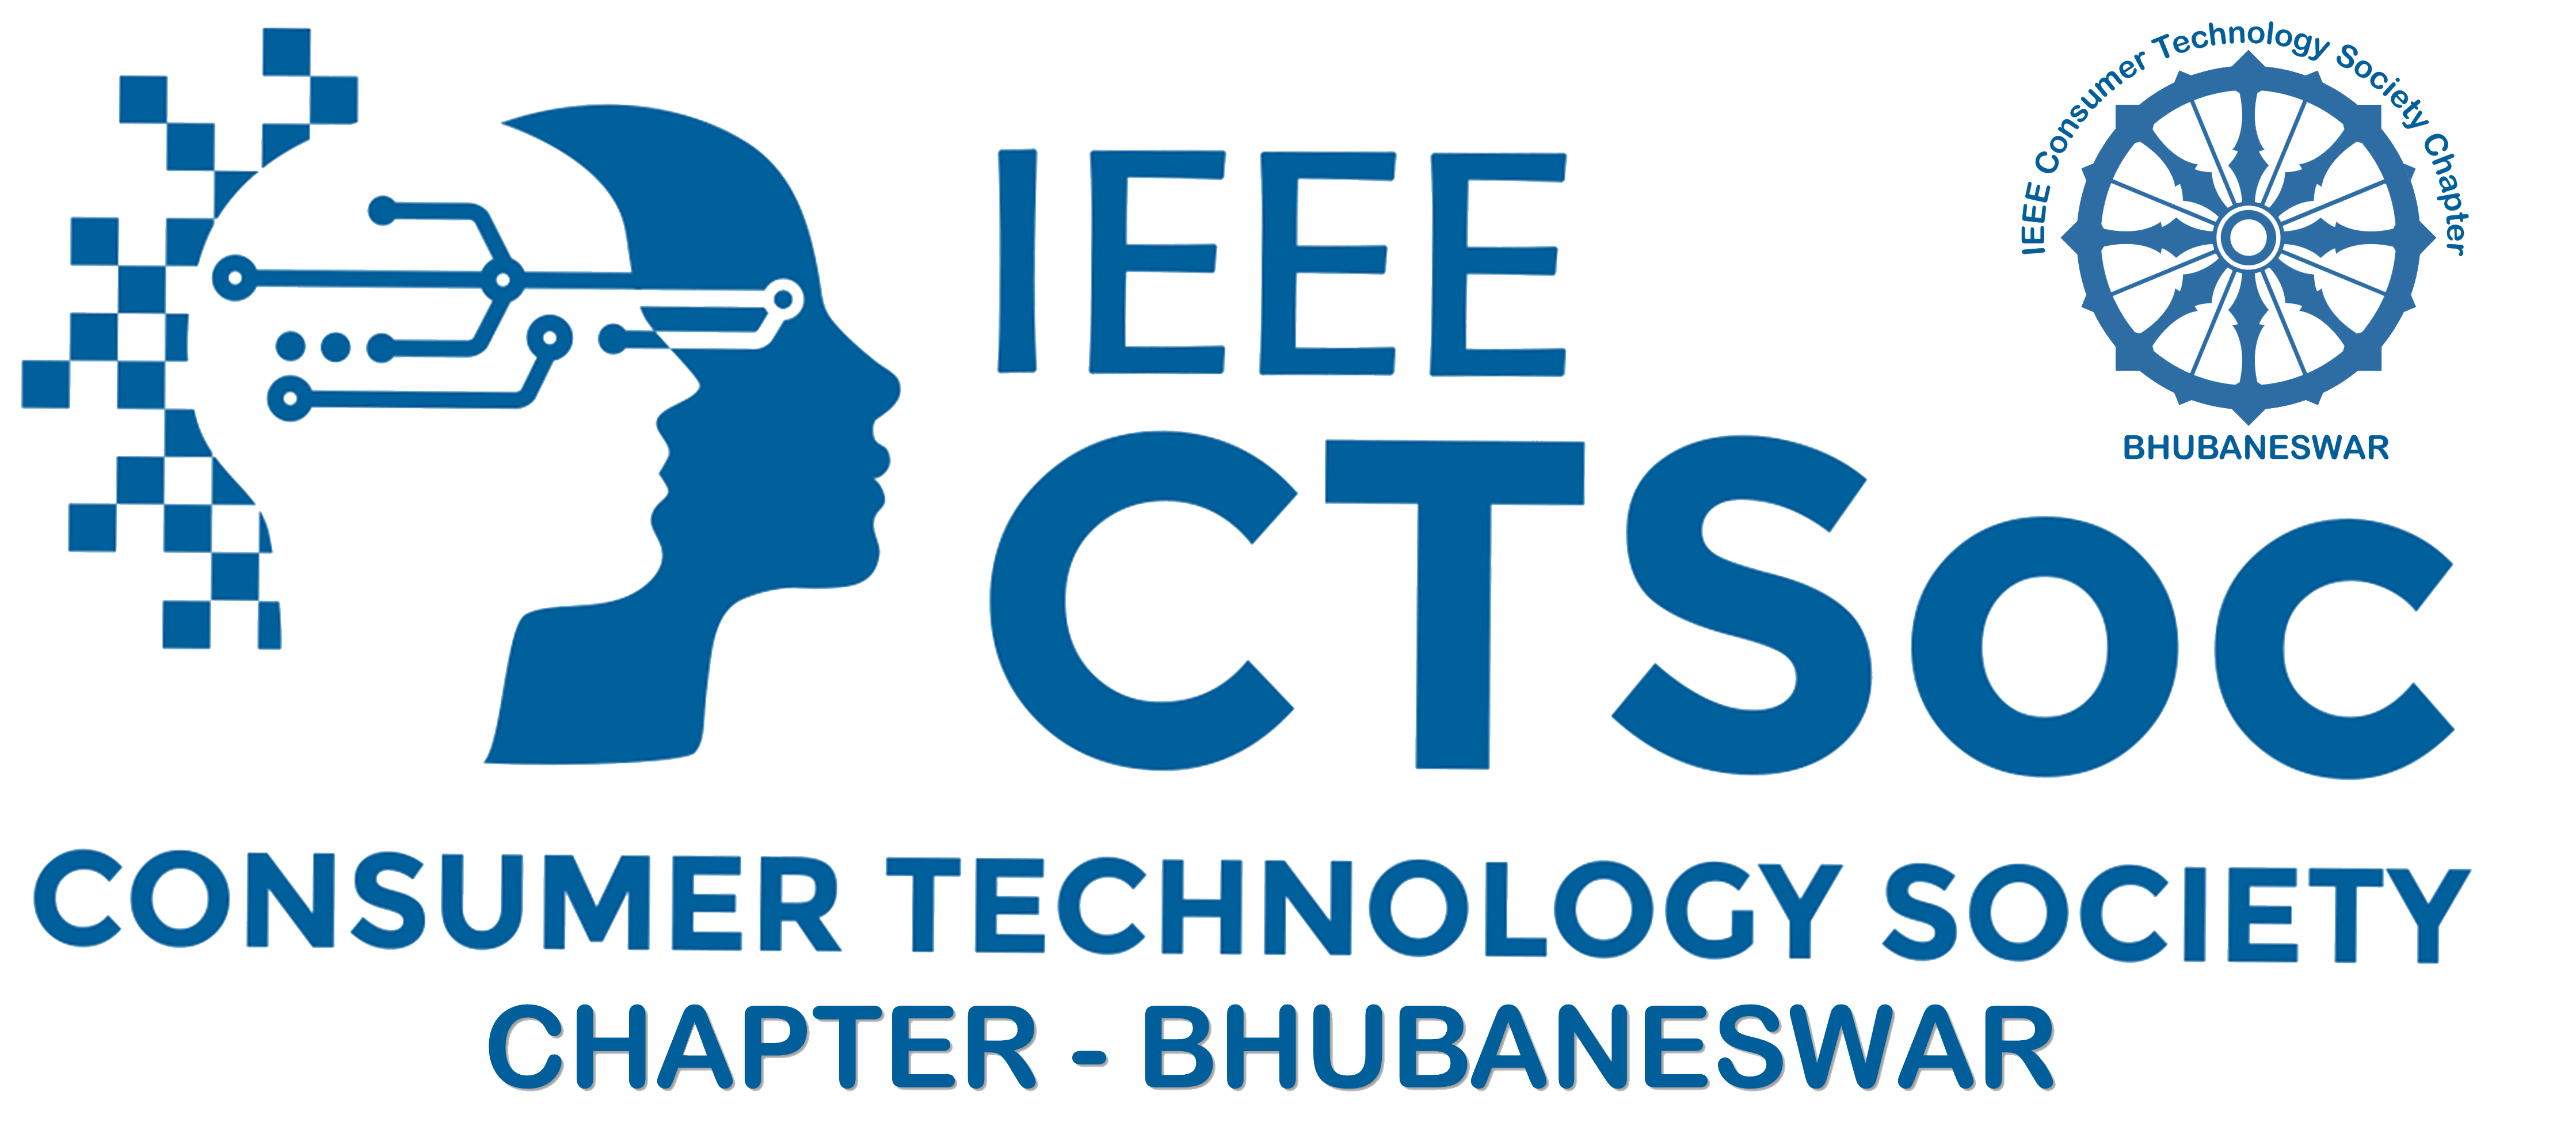 IEEE Consumer Technology Society Chapter
BHUBANESWAR
IEEE
CTSoc
CONSUMER TECHNOLOGY SOCIETY
CHAPTER - BHUBANESWAR